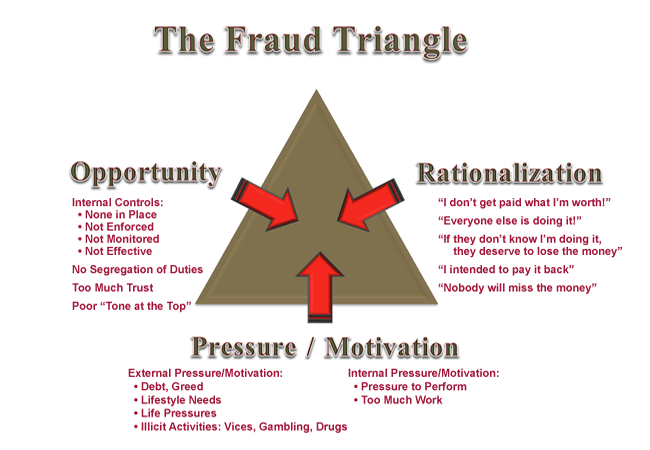 The Fraud Triangle
Opportunity
Internal Controls:
• None in Place
• Not Enforced
• Not Monitored
• Not Effective
No Segregation of Duties
Too Much Trust
Poor “Tone at the Top”
Rationalization
“I don’t get paid what I’m worth!”
“Everyone else is doing it!”
“If they don’t know I’m doing it,
they deserve to lose the money”
“I intended to pay it back”
“Nobody will miss the money”
Pressure / Motivation
External Pressure/Motivation:
• Debt, Greed
• Lifestyle Needs
• Life Pressures
• Illicit Activities: Vices, Gambling, Drugs
Internal Pressure/Motivation:
• Pressure to Perform
• Too Much Work